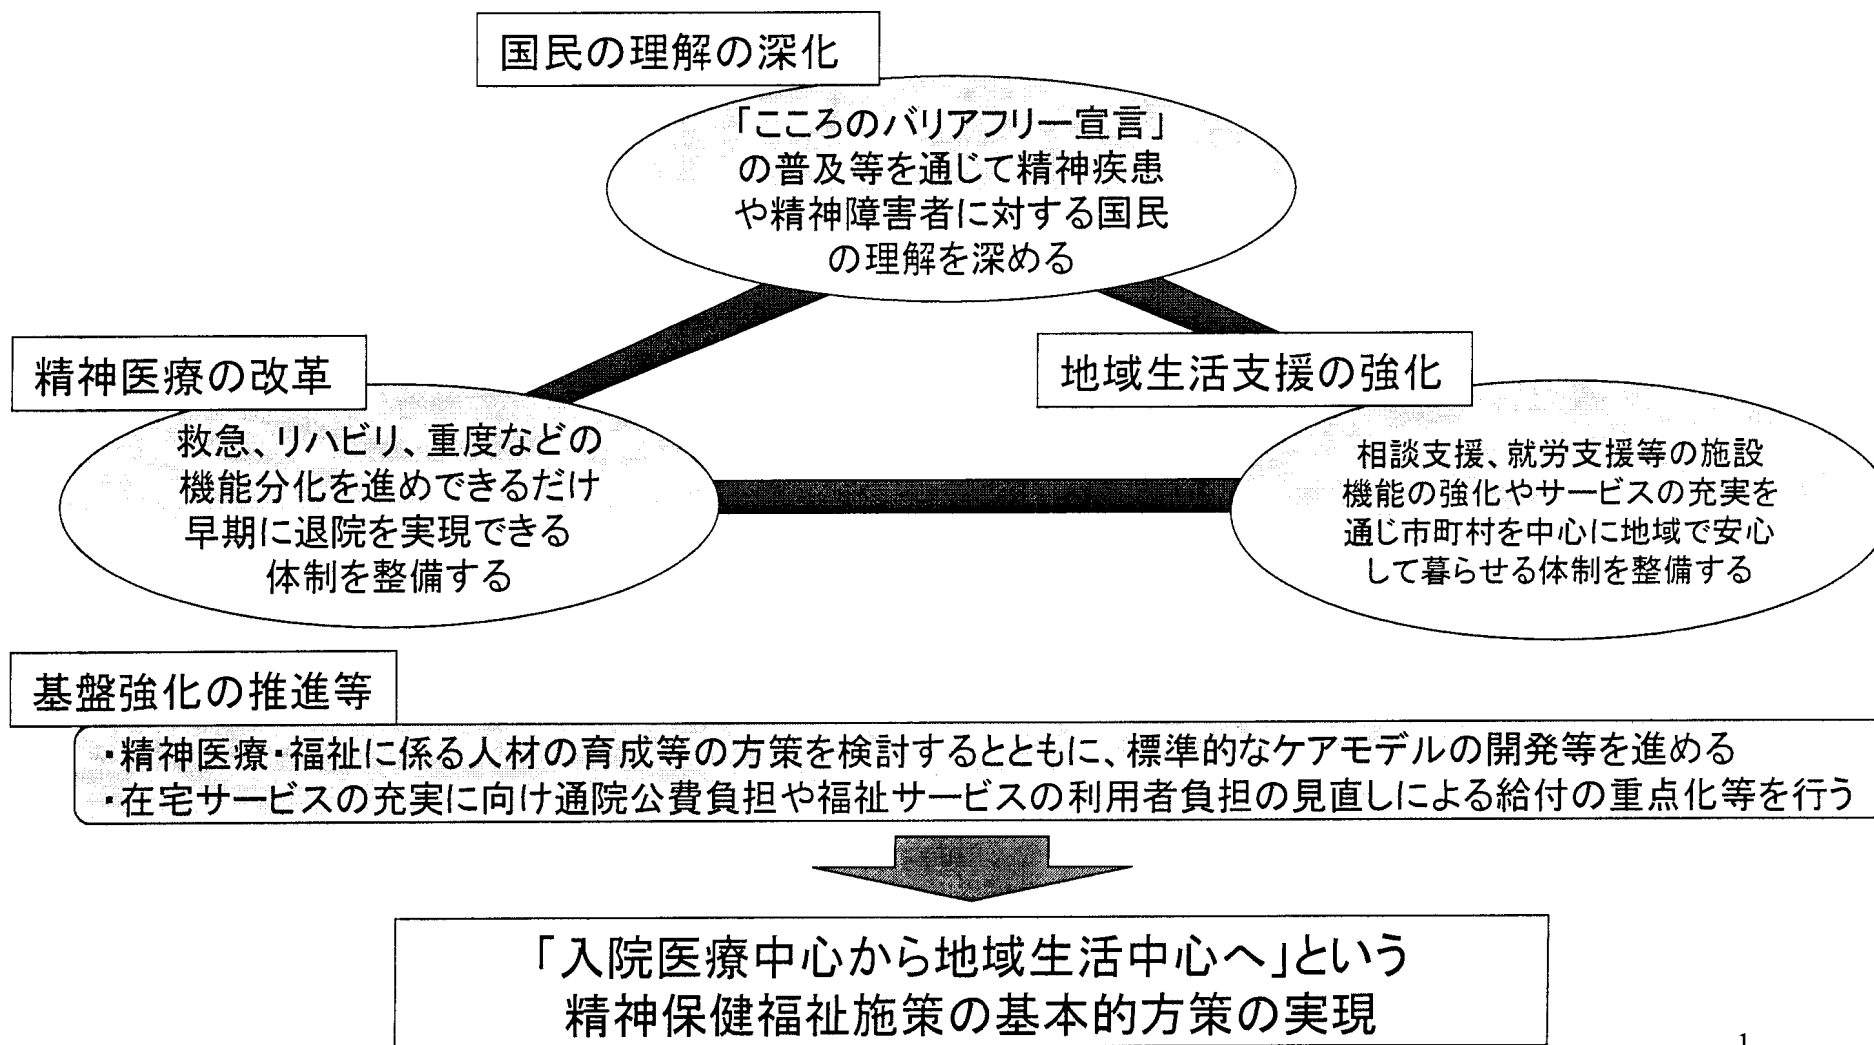 国民の理解の深化
「こころのバリアフリー宣言」
の普及等を通じて精神疾患
や精神障害者に対する国民
の理解を深める
精神医療の改革
救急、リハビリ、重度などの
機能分化を進めできるだけ
早期に退院を実現できる
体制を整備する
地域生活支援の強化
相談支援、就労支援等の施設
機能の強化やサービスの充実を
通じ市町村を中心に地域で安心
して暮らせる体制を整備する
基盤強化の推進等
・精神医療・福祉に係る人材の育成等の方策を検討するとともに、標準的なケアモデルの開発等を進める
・在宅サービスの充実に向け通院公費負担や福祉サービスの利用者負担の見直しによる給付の重点化等を行う
「入院医療中心から地域生活中心へ」という
精神保健福祉施策の基本的方策の実現
1